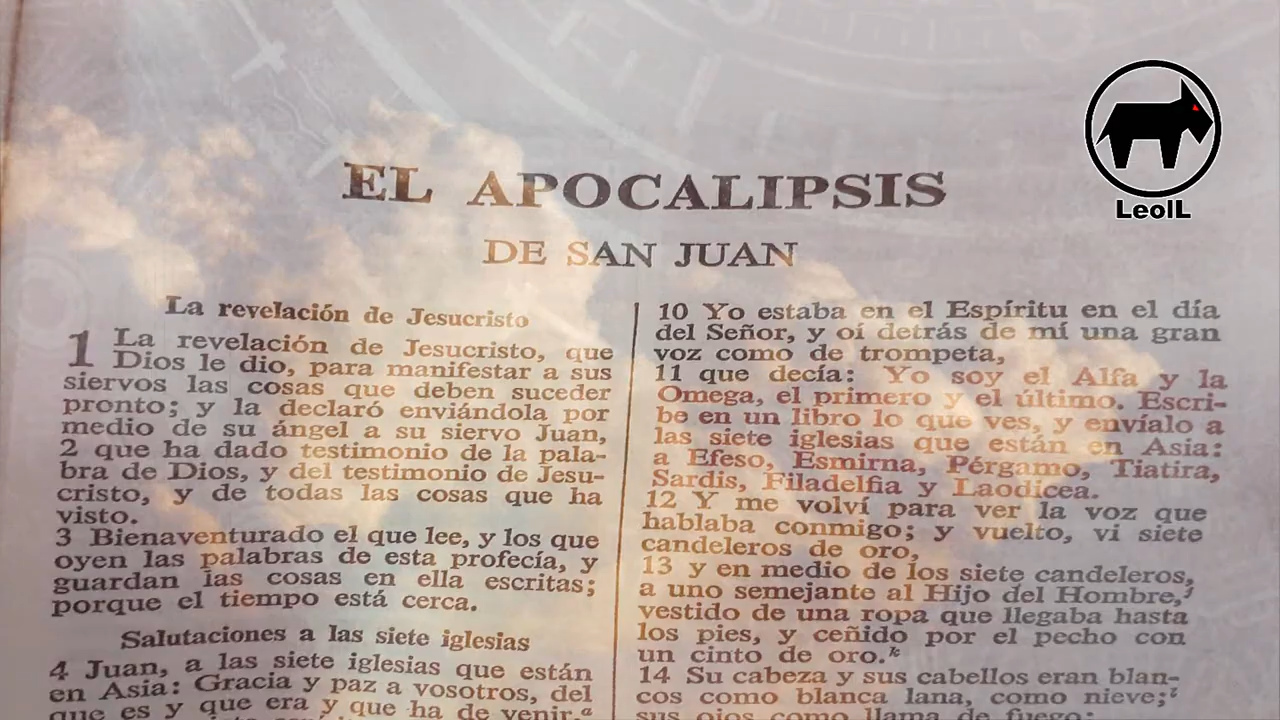 LeolL
EL APOCALIPSIS
DE SAN JUAN
La revelación de Jesucristo
1 La revelación de Jesucristo, que
Dios le dio, para manifestar a sus
siervos las cosas que deben suceder
pronto; y la declaró enviándola por
medio de su ángel a su siervo Juan,
2 que ha dado testimonio de la pala-
bra de Dios, y del testimonio de Jesu-
cristo, y de todas las cosas que ha
visto.
3 Bienaventurado el que lee, y los que
oyen las palabras de esta profecía, y
guardan las cosas en ella escritas;
porque el tiempo está cerca.
Salutaciones a las siete iglesias
4 Juan, a las siete iglesias que están
en Asia: Gracia y paz a vosotros, del
que es y que era y que ha de venir,a
10 Yo estaba en el Espíritu en el día
del Señor, y oí detrás de mí una gran
voz como de trompeta,
11 que decía: Yo soy el Alfa y la
Omega, el primero y el último. Escri-
be en un libro lo que ves, y envíalo a
las siete iglesias que están en Asia:
a Efeso, Esmirna, Pérgamo, Tiatira,
Sardis, Filadelfia y Laodicea.
12 Y me volví para ver la voz que
hablaba conmigo; y vuelto, vi siete
candeleros de oro,
13 y en medio de los siete candeleros,
a uno semejante al Hijo del Hombre,j
vestido de una ropa que llegaba hasta
los pies, y ceñido por el pecho con
un cinto de oro.k
14 Su cabeza y sus cabellos eran blan-
cos como blanca lana, como nieve;l
sus ojos como llama de fuego;